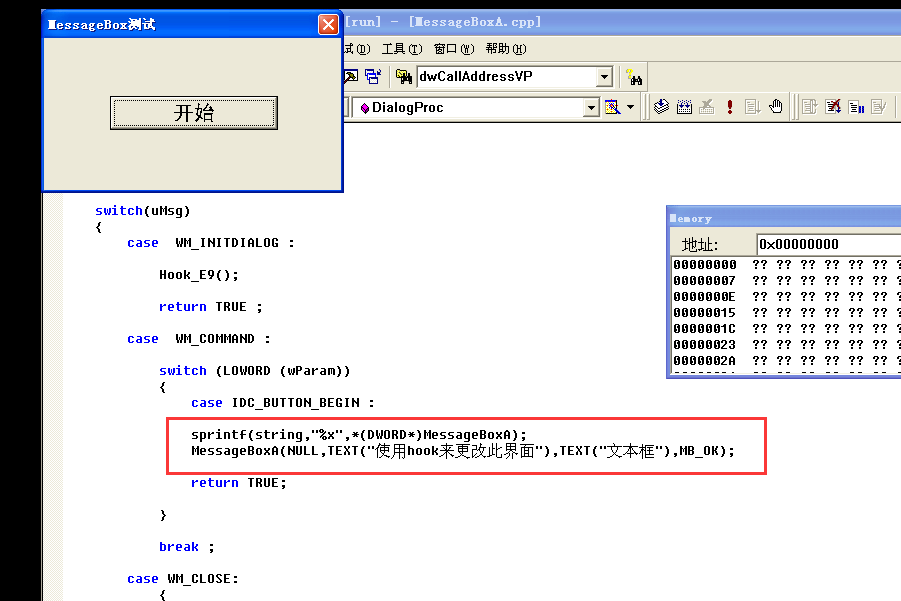 MessageBox测试
[run] - [MessageBoxA.cpp]
试(D) 工具(T) 窗口(W) 帮助(H)
dwCallAddressVP
开始
DialogProc
switch(uMsg)
{
case WM_INITDIALOG :
Hook_E9();
return TRUE ;
case WM_COMMAND :
switch (LOWORD (wParam))
{
case IDC_BUTTON_BEGIN :
sprintf(string,"%x",*(DWORD*)MessageBoxA);
MessageBoxA(NULL,TEXT("使用hook来更改此界面"),TEXT("文本框"),MB_OK);
return TRUE;
}
break ;
case WM_CLOSE:
{
Memory
地址: 0x00000000
00000000 ?? ?? ?? ?? ?? ?? ?
00000007 ?? ?? ?? ?? ?? ?? ?
0000000E ?? ?? ?? ?? ?? ?? ?
00000015 ?? ?? ?? ?? ?? ?? ?
0000001C ?? ?? ?? ?? ?? ?? ?
00000023 ?? ?? ?? ?? ?? ?? ?
0000002A ?? ?? ?? ?? ?? ?? ?